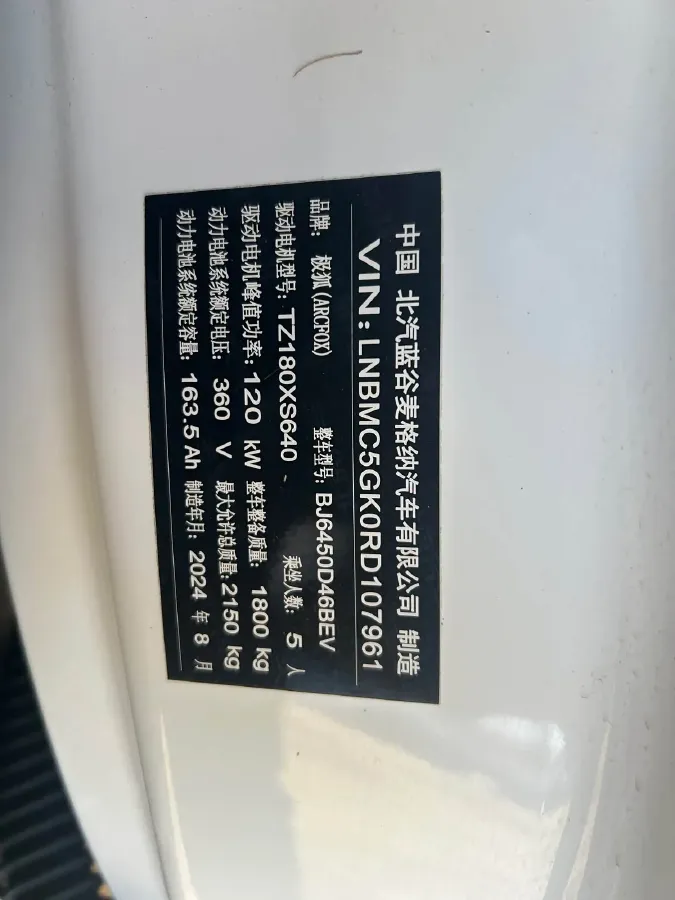 中国 北汽蓝谷麦格纳汽车有限公司 制造
VIN: LNBMC5GK0RD107961
品牌: 极狐(ARCFOX) 整车型号: BJ6450D46BEV
驱动电机型号: TZ180XS640 乘坐人数: 5 人
驱动电机峰值功率: 120 kW 整车整备质量: 1800 kg
动力电池系统额定电压: 360 V 最大允许总质量: 2150 kg
动力电池系统额定容量: 163.5 Ah 制造年月: 2024 年 8 月